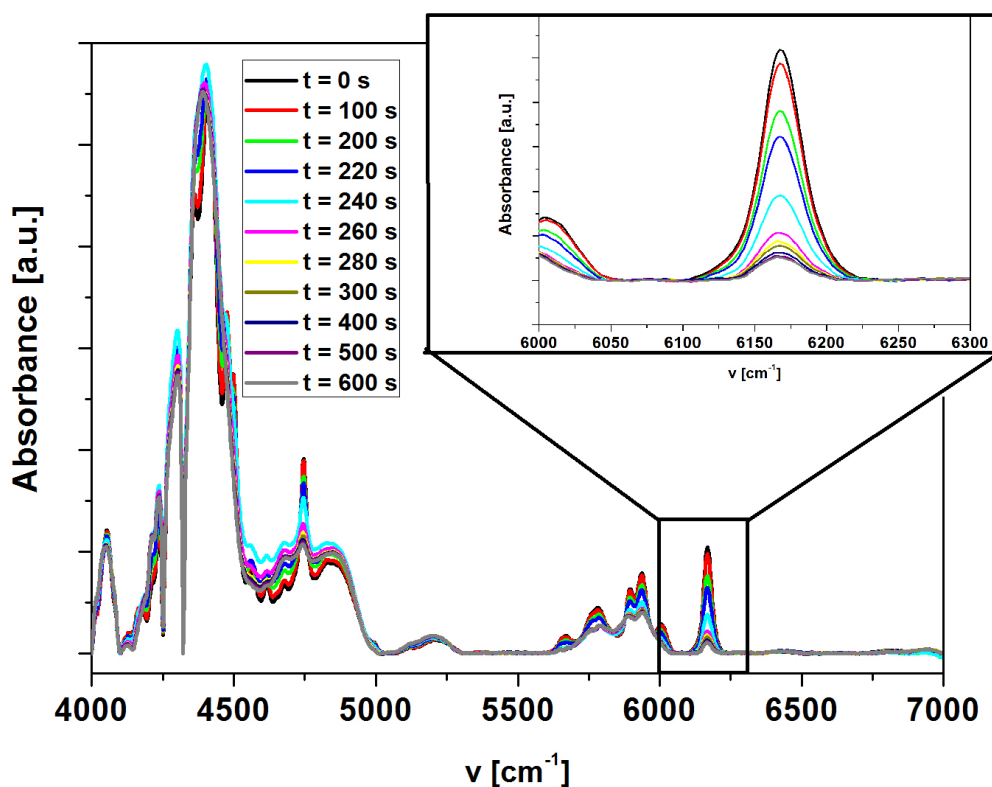 Absorbance [a.u.]
t = 0 s
t = 100 s
t = 200 s
t = 220 s
t = 240 s
t = 260 s
t = 280 s
t = 300 s
t = 400 s
t = 500 s
t = 600 s
Absorbance [a.u.]
6000 6050 6100 6150 6200 6250 6300
ν [cm⁻¹]
4000 4500 5000 5500 6000 6500 7000
ν [cm⁻¹]